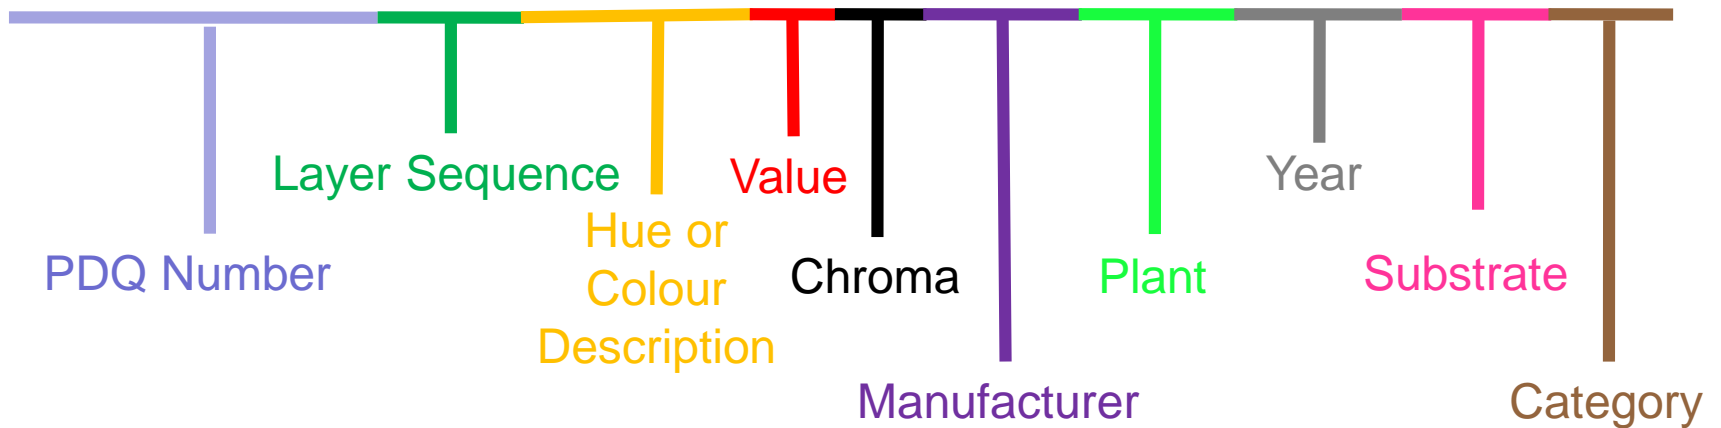 PDQ Number
Layer Sequence
Hue or
Colour
Description
Value
Chroma
Manufacturer
Plant
Year
Substrate
Category